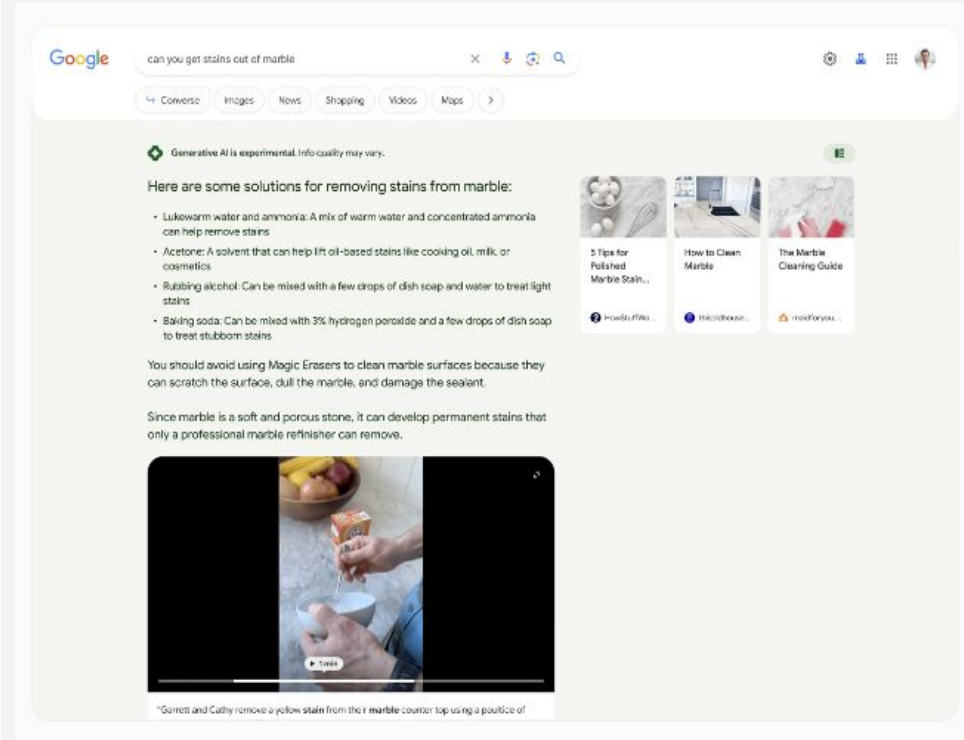 Google
can you get stains out of marble
Converse
Images
News
Shopping
Videos
Maps
Generative AI is experimental. Info quality may vary.
Here are some solutions for removing stains from marble:
• Lukewarm water and ammonia: A mix of warm water and concentrated ammonia
can help remove stains
• Acetone: A solvent that can help lift oil-based stains like cooking oil, milk, or
cosmetics
• Rubbing alcohol: Can be mixed with a few drops of dish soap and water to treat light
stains
• Baking soda: Can be mixed with 3% hydrogen peroxide and a few drops of dish soap
to treat stubborn stains
You should avoid using Magic Erasers to clean marble surfaces because they
can scratch the surface, dull the marble, and damage the sealant.
Since marble is a soft and porous stone, it can develop permanent stains that
only a professional marble refinisher can remove.
5 Tips for
Polished
Marble Stain...
HowStuffWo...
How to Clean
Marble
thisoldhouse...
The Marble
Cleaning Guide
maidforyou...
1 min
"Garrett and Cathy remove a yellow stain from their marble counter top using a poultice of